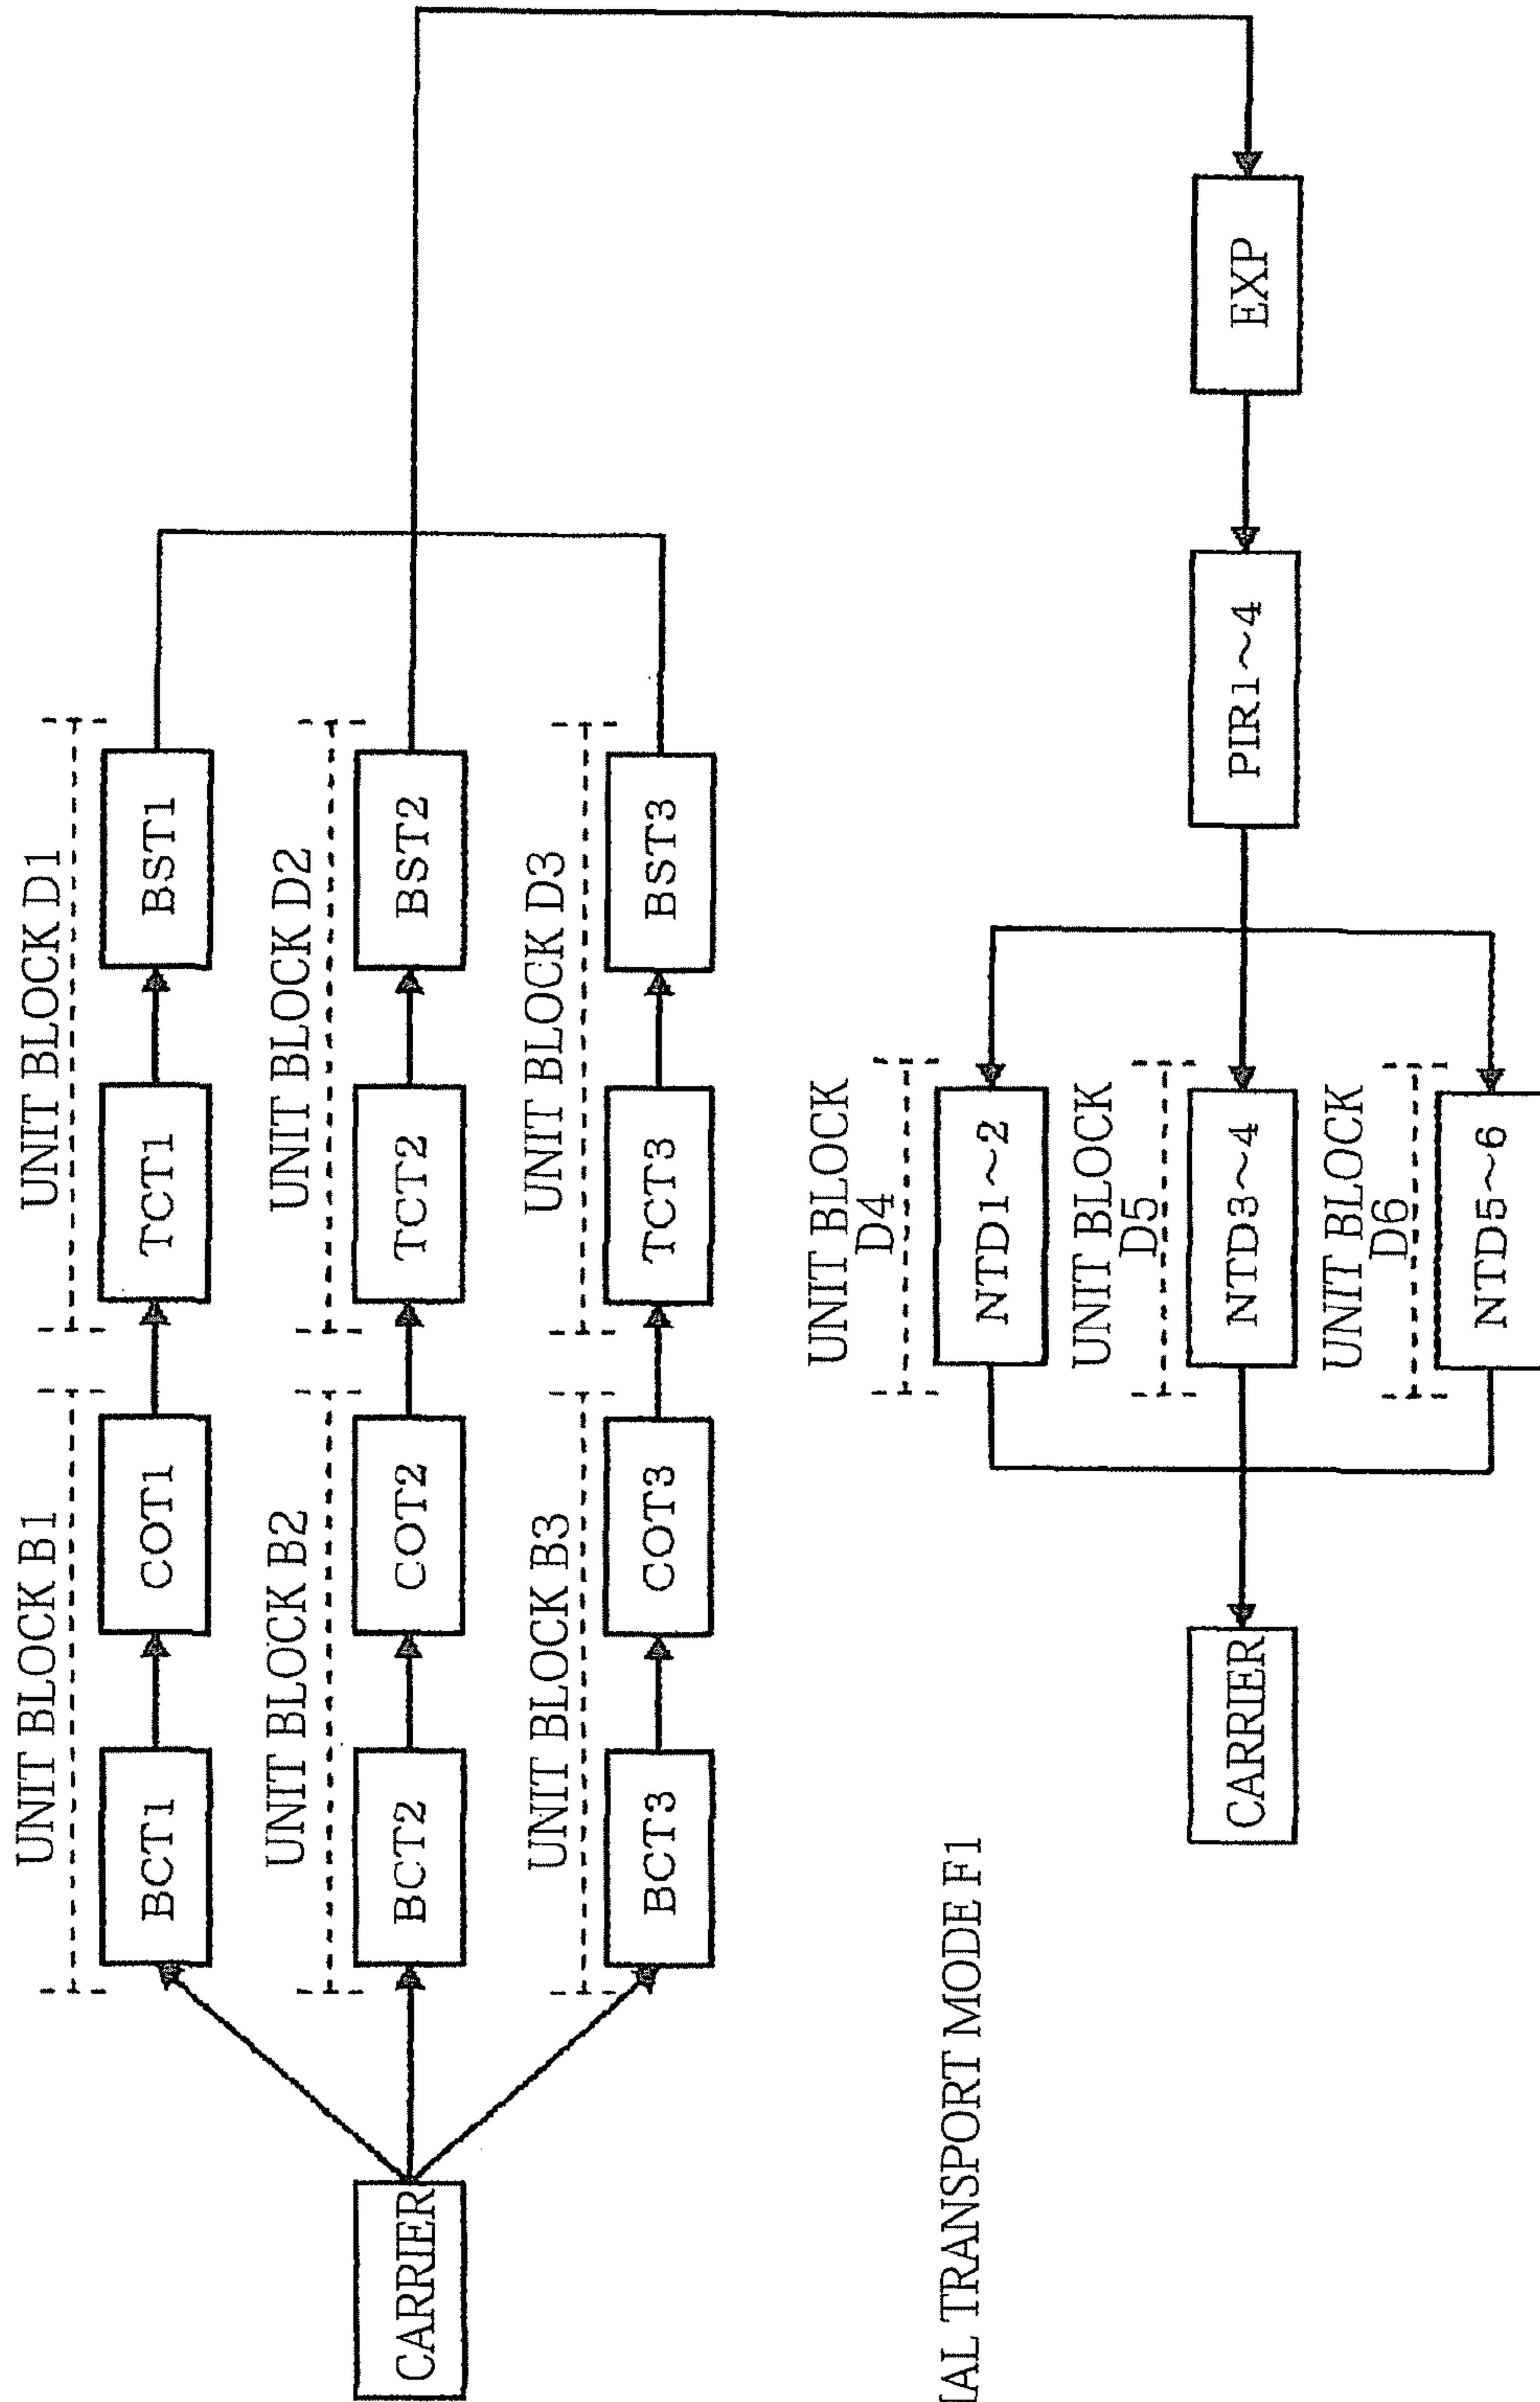 UNIT BLOCK B1
UNIT BLOCK D1
BCT1
COT1
TCT1
BST1
UNIT BLOCK B2
UNIT BLOCK D2
CARRIER
BCT2
COT2
TCT2
BST2
UNIT BLOCK B3
UNIT BLOCK D3
BCT3
COT3
TCT3
BST3
UNIT BLOCK
D4
NTD1~2
TRANSPORT MODE F1
UNIT BLOCK
D5
CARRIER
NTD3~4
PIR1~4
EXP
UNIT BLOCK
D6
NTD5~6